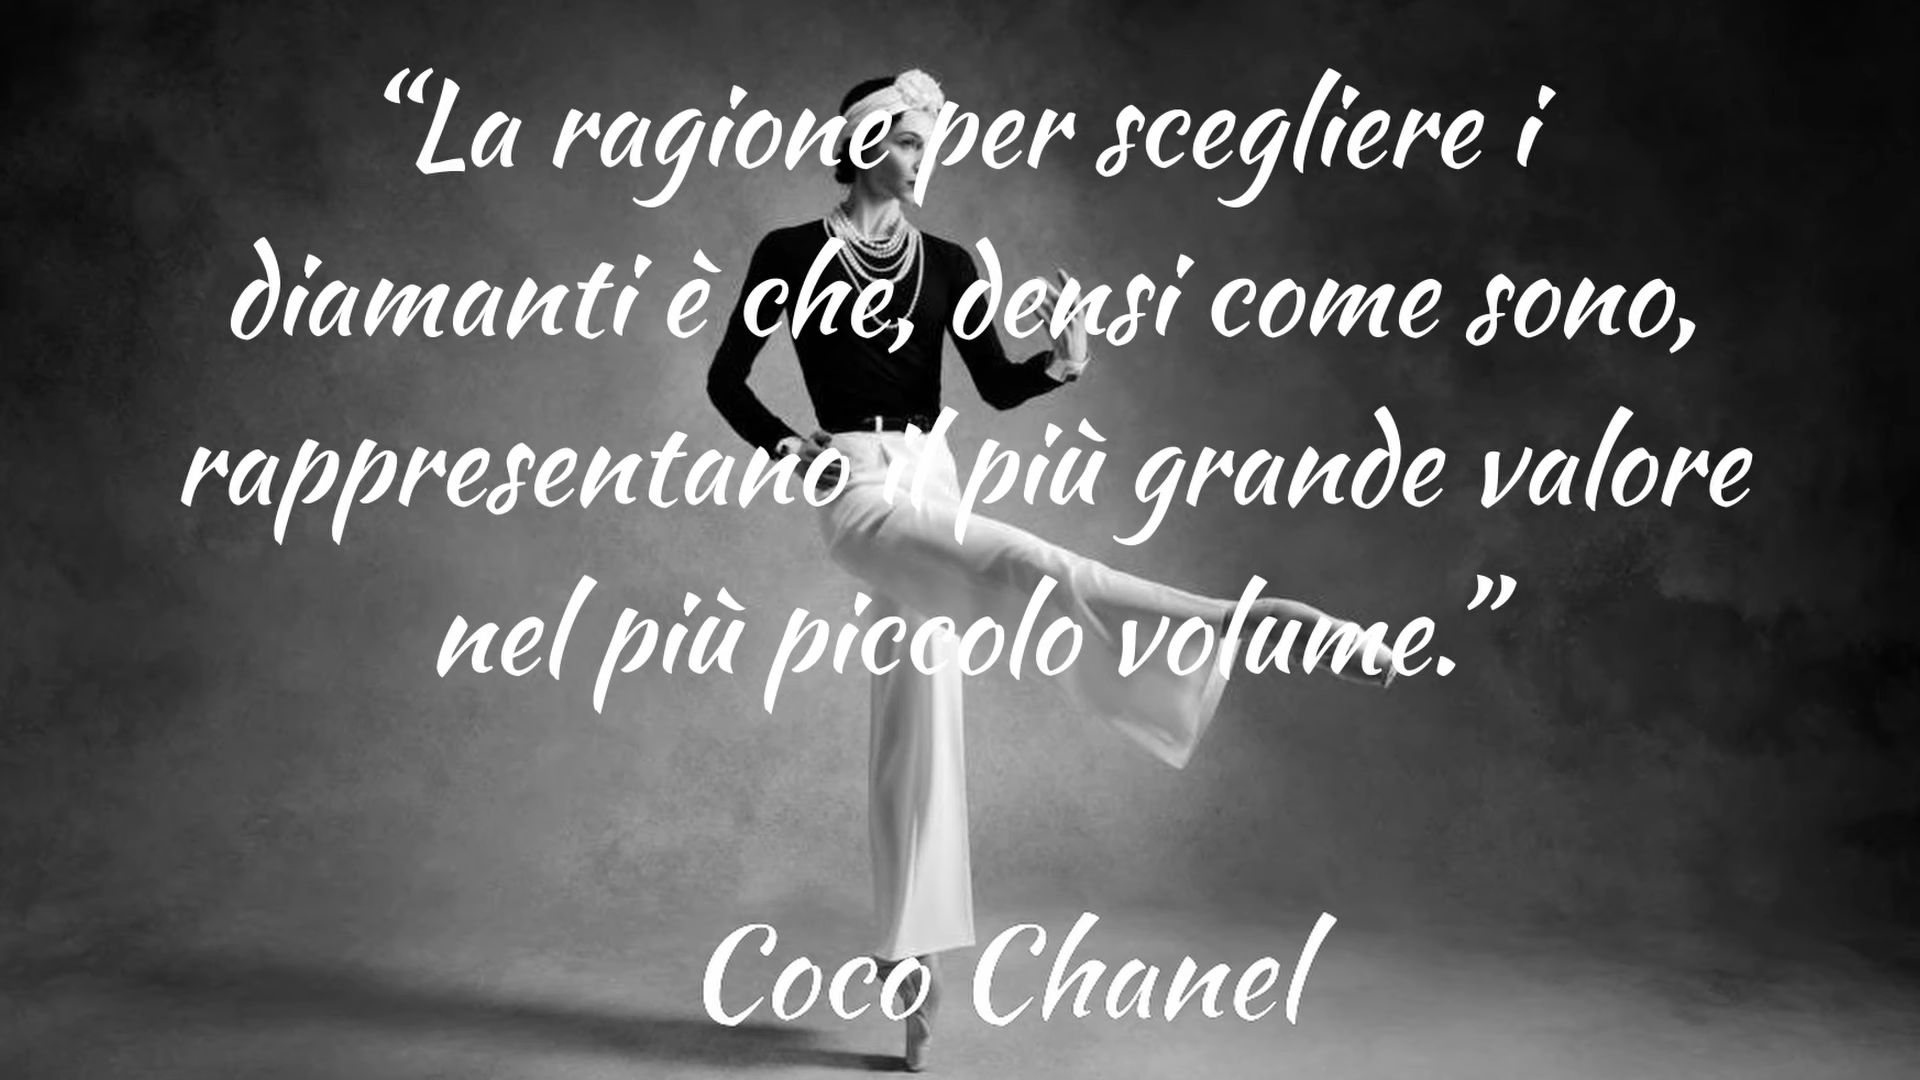 “La ragione per scegliere i
diamanti è che, densi come sono,
rappresentano il più grande valore
nel più piccolo volume.”
Coco Chanel